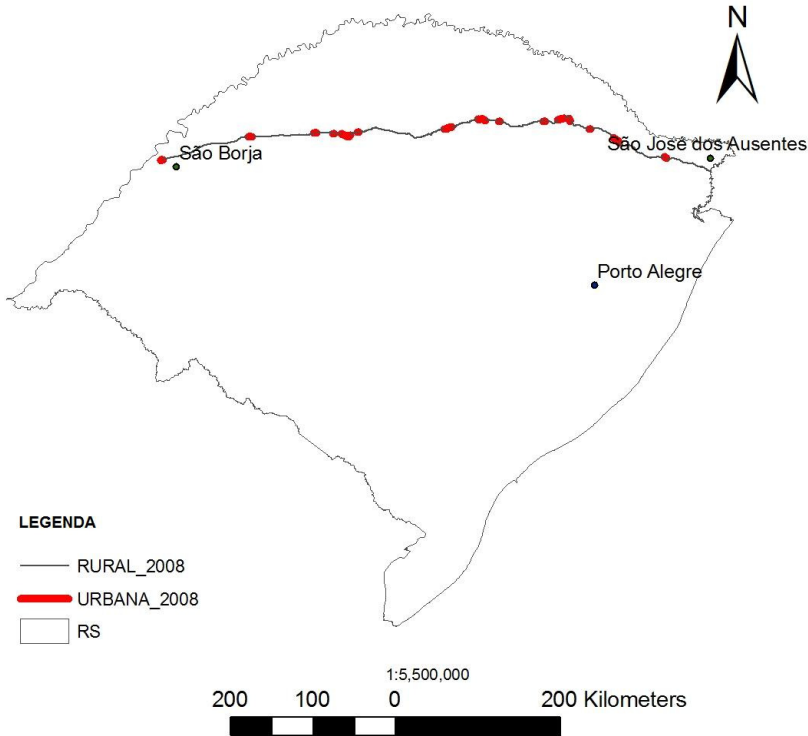 N
São José dos Ausentes
São Borja
Porto Alegre
LEGENDA
RURAL_2008
URBANA_2008
RS
1:5,500,000
200 100 0 200 Kilometers